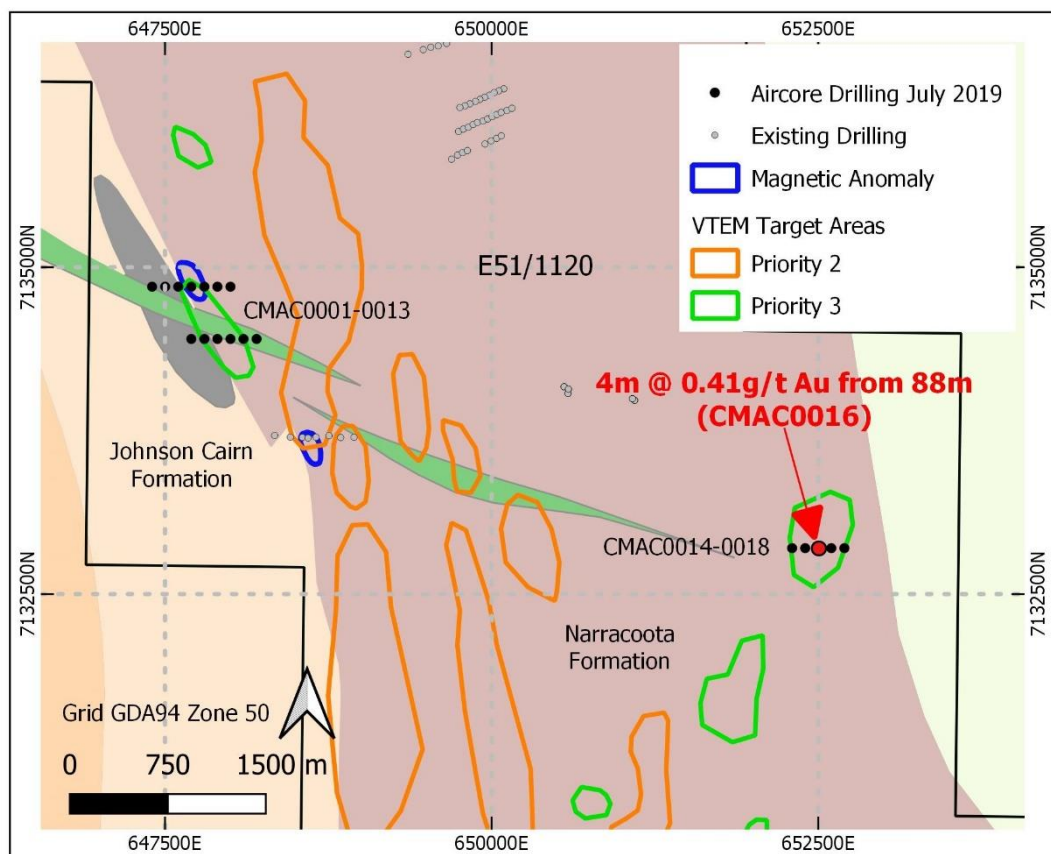 647500E
650000E
652500E
Aircore Drilling July 2019
Existing Drilling
Magnetic Anomaly
VTEM Target Areas
Priority 2
Priority 3
7135000N
7135000N
E51/1120
CMAC0001-0013
4m @ 0.41g/t Au from 88m
(CMAC0016)
Johnson Cairn
Formation
CMAC0014-0018
7132500N
7132500N
Narracoota
Formation
Grid GDA94 Zone 50
0 750 1500 m
647500E
650000E
652500E